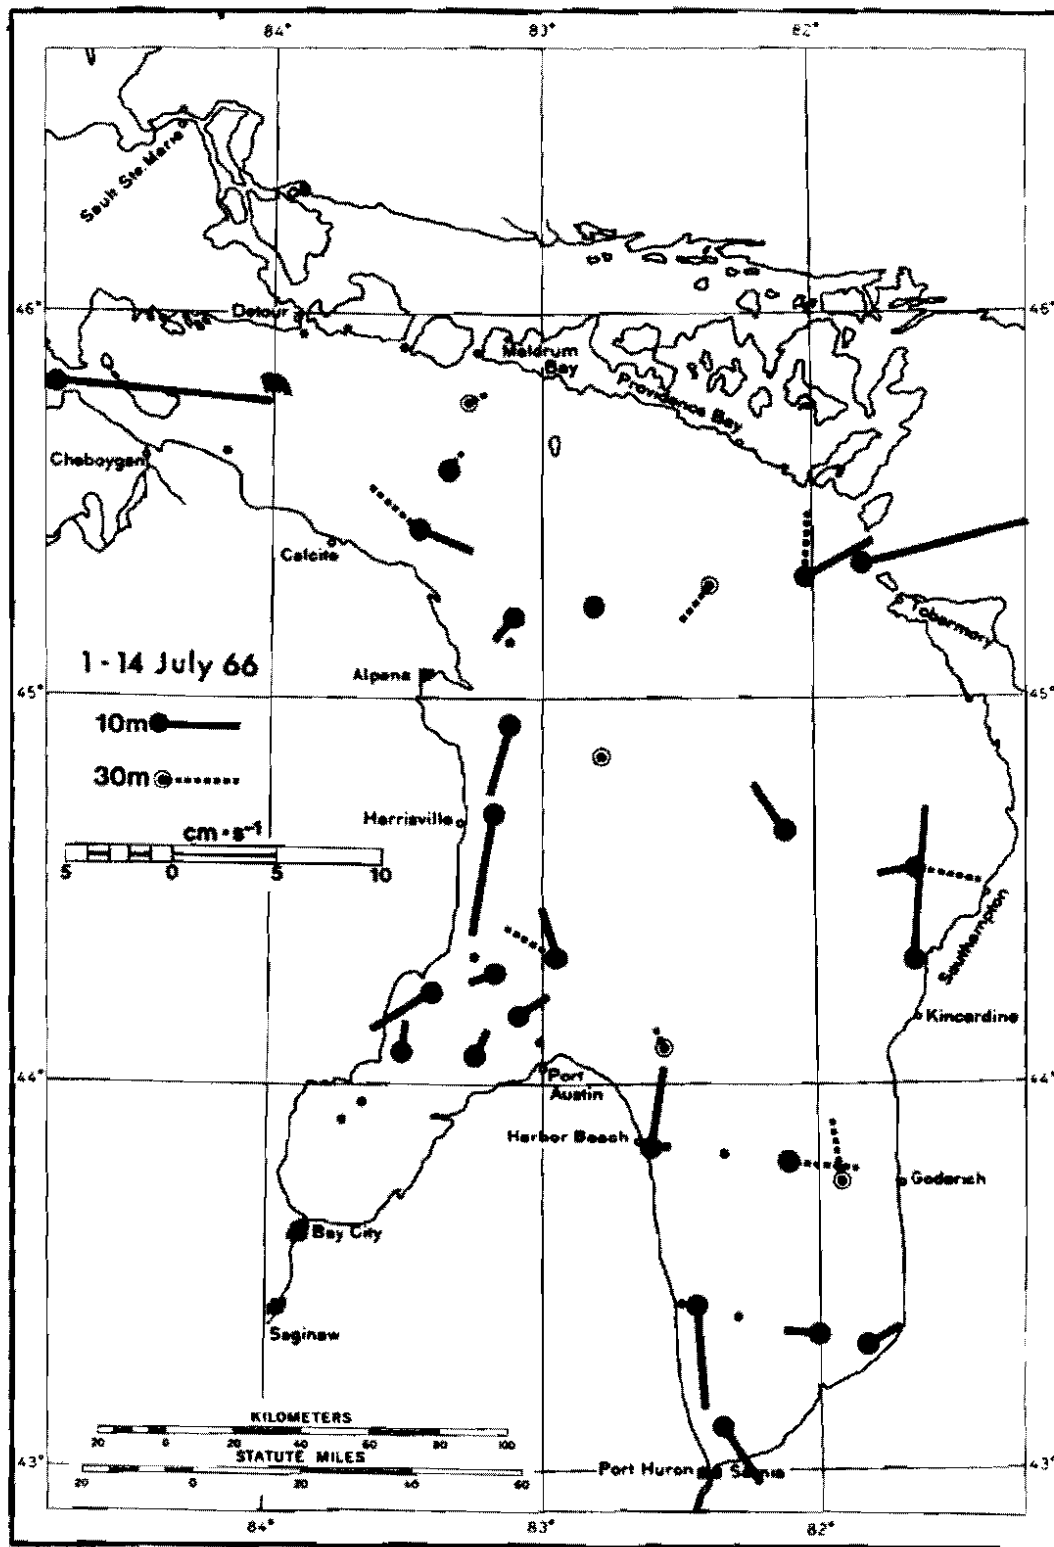 84° 83° 82°
Sault Ste. Marie
46° Detour 46°
Meldrum
Bay
Providence Bay
Cheboygan
Calcite
Tobermory
1 - 14 July 66
Alpena
45° 45°
10m
30m
Harrisville
cm·s⁻¹
5 0 5 10
Southampton
Kincardine
44° 44°
Port
Austin
Harbor Beach
Goderich
Bay City
Saginaw
KILOMETERS
20 0 20 40 60 80 100
STATUTE MILES
20 0 20 40 60
Port Huron Sarnia
43° 43°
84° 83° 82°